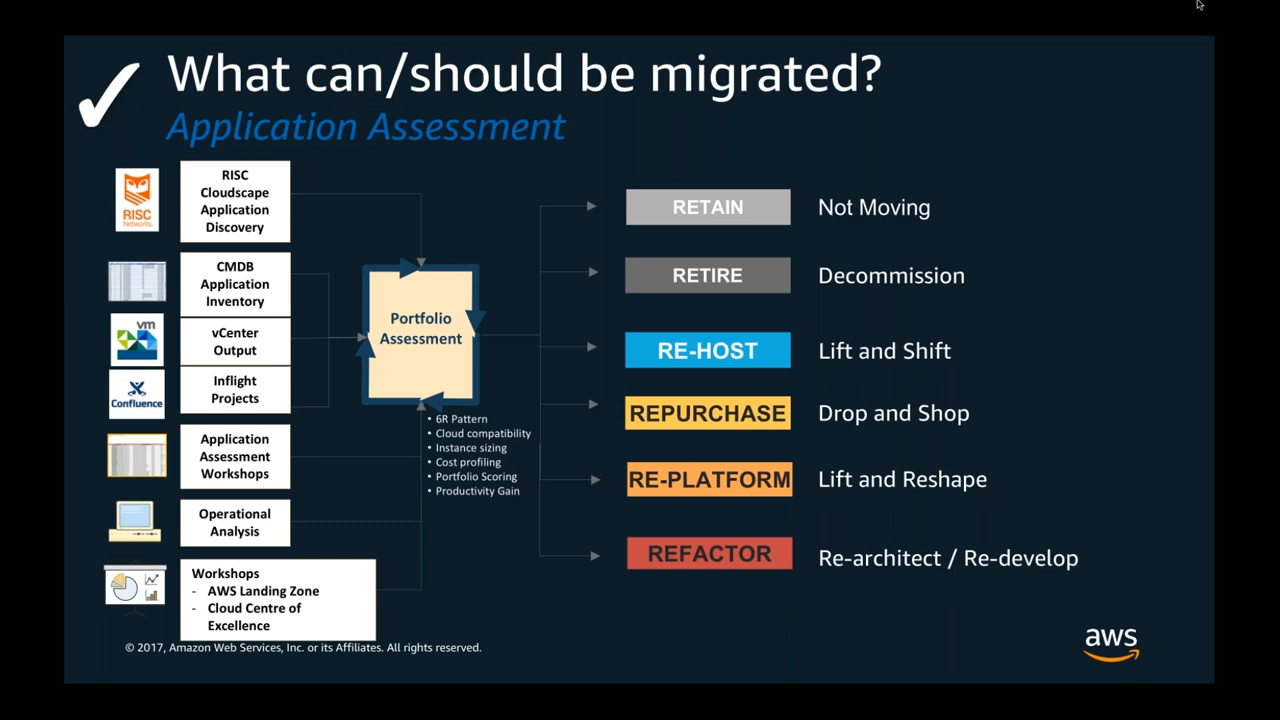 What can/should be migrated?
Application Assessment
RISC
Networks
RISC
Cloudscape
Application
Discovery
CMDB
Application
Inventory
vm
vCenter
Output
Confluence
Inflight
Projects
Application
Assessment
Workshops
Operational
Analysis
Workshops
- AWS Landing Zone
- Cloud Centre of
Excellence
Portfolio
Assessment
• 6R Pattern
• Cloud compatibility
• Instance sizing
• Cost profiling
• Portfolio Scoring
• Productivity Gain
RETAIN Not Moving
RETIRE Decommission
RE-HOST Lift and Shift
REPURCHASE Drop and Shop
RE-PLATFORM Lift and Reshape
REFACTOR Re-architect / Re-develop
© 2017, Amazon Web Services, Inc. or its Affiliates. All rights reserved.
aws